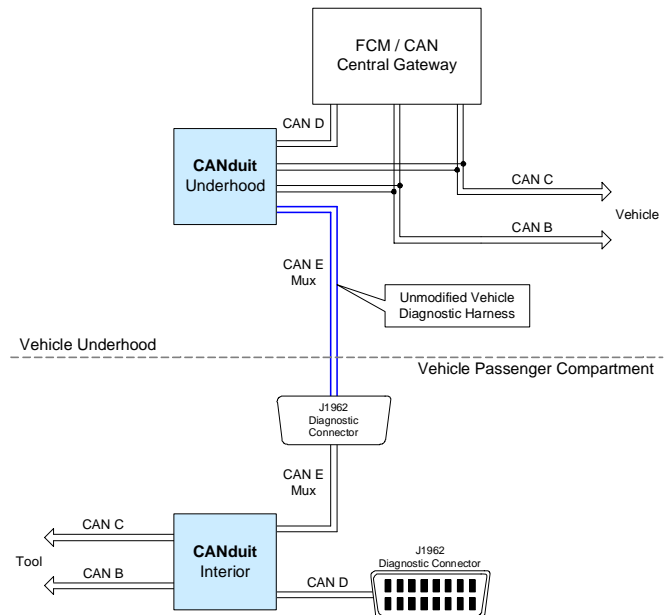 FCM / CAN
Central Gateway
CAN D
CANduit
Underhood
CAN C
Vehicle
CAN B
CAN E
Mux
Unmodified Vehicle
Diagnostic Harness
Vehicle Underhood
Vehicle Passenger Compartment
J1962
Diagnostic
Connector
CAN E
Mux
CAN C
Tool
CAN B
CANduit
Interior
CAN D
J1962
Diagnostic Connector